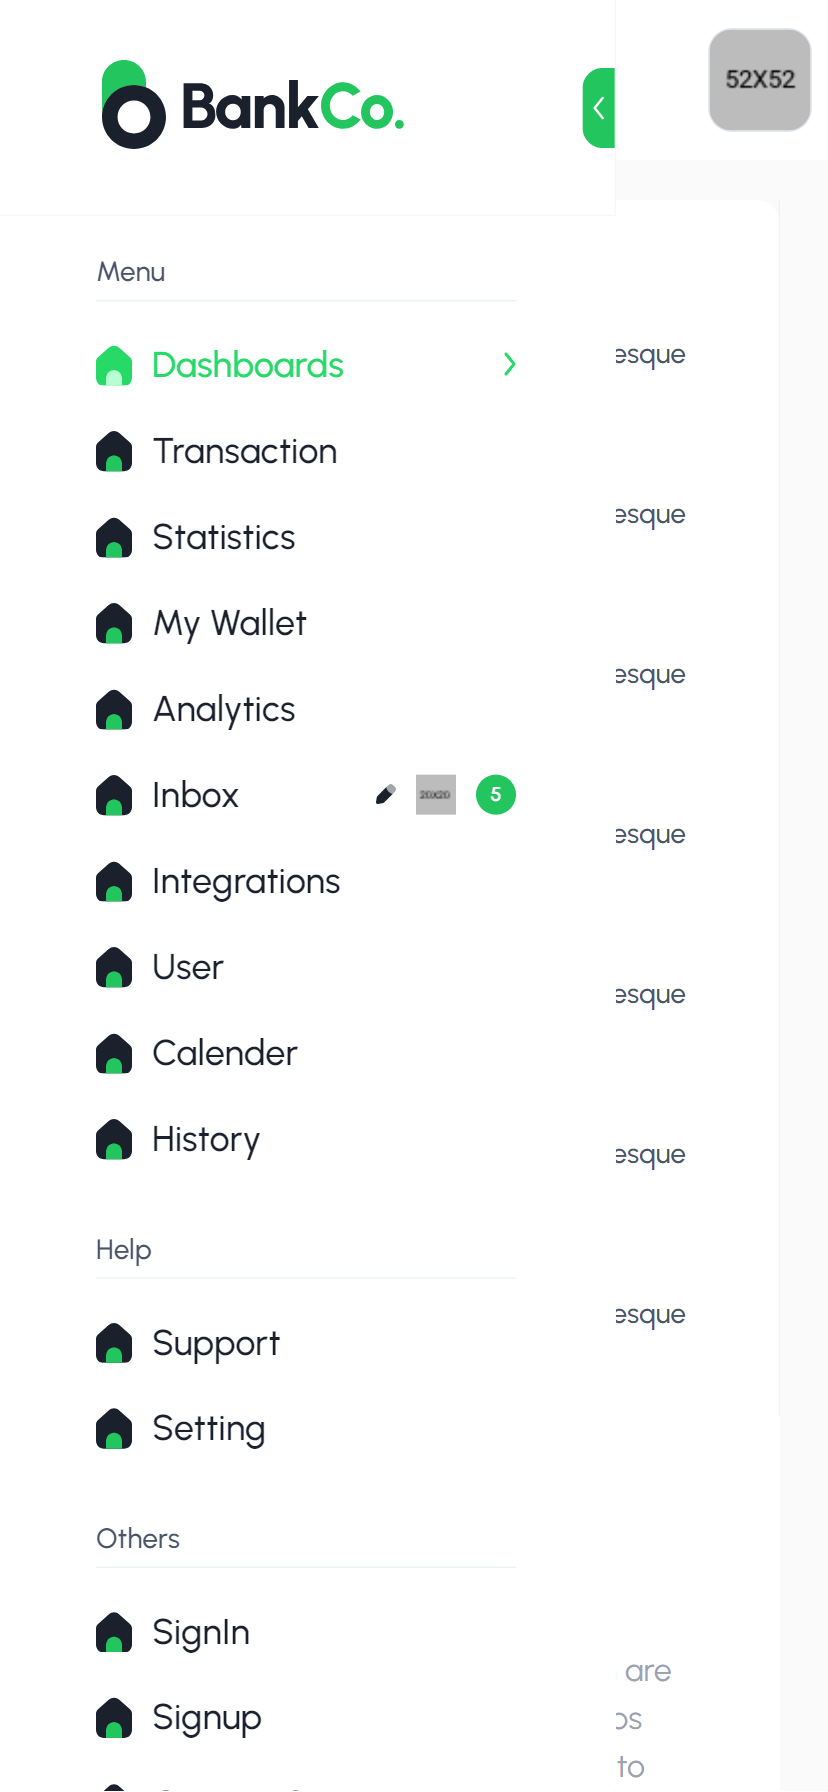 BankCo.
52X52
Menu
Dashboards
Transaction
Statistics
My Wallet
Analytics
Inbox 20X20 5
Integrations
User
Calender
History
Help
Support
Setting
Others
SignIn
Signup
esque
esque
esque
esque
esque
esque
esque
are
to